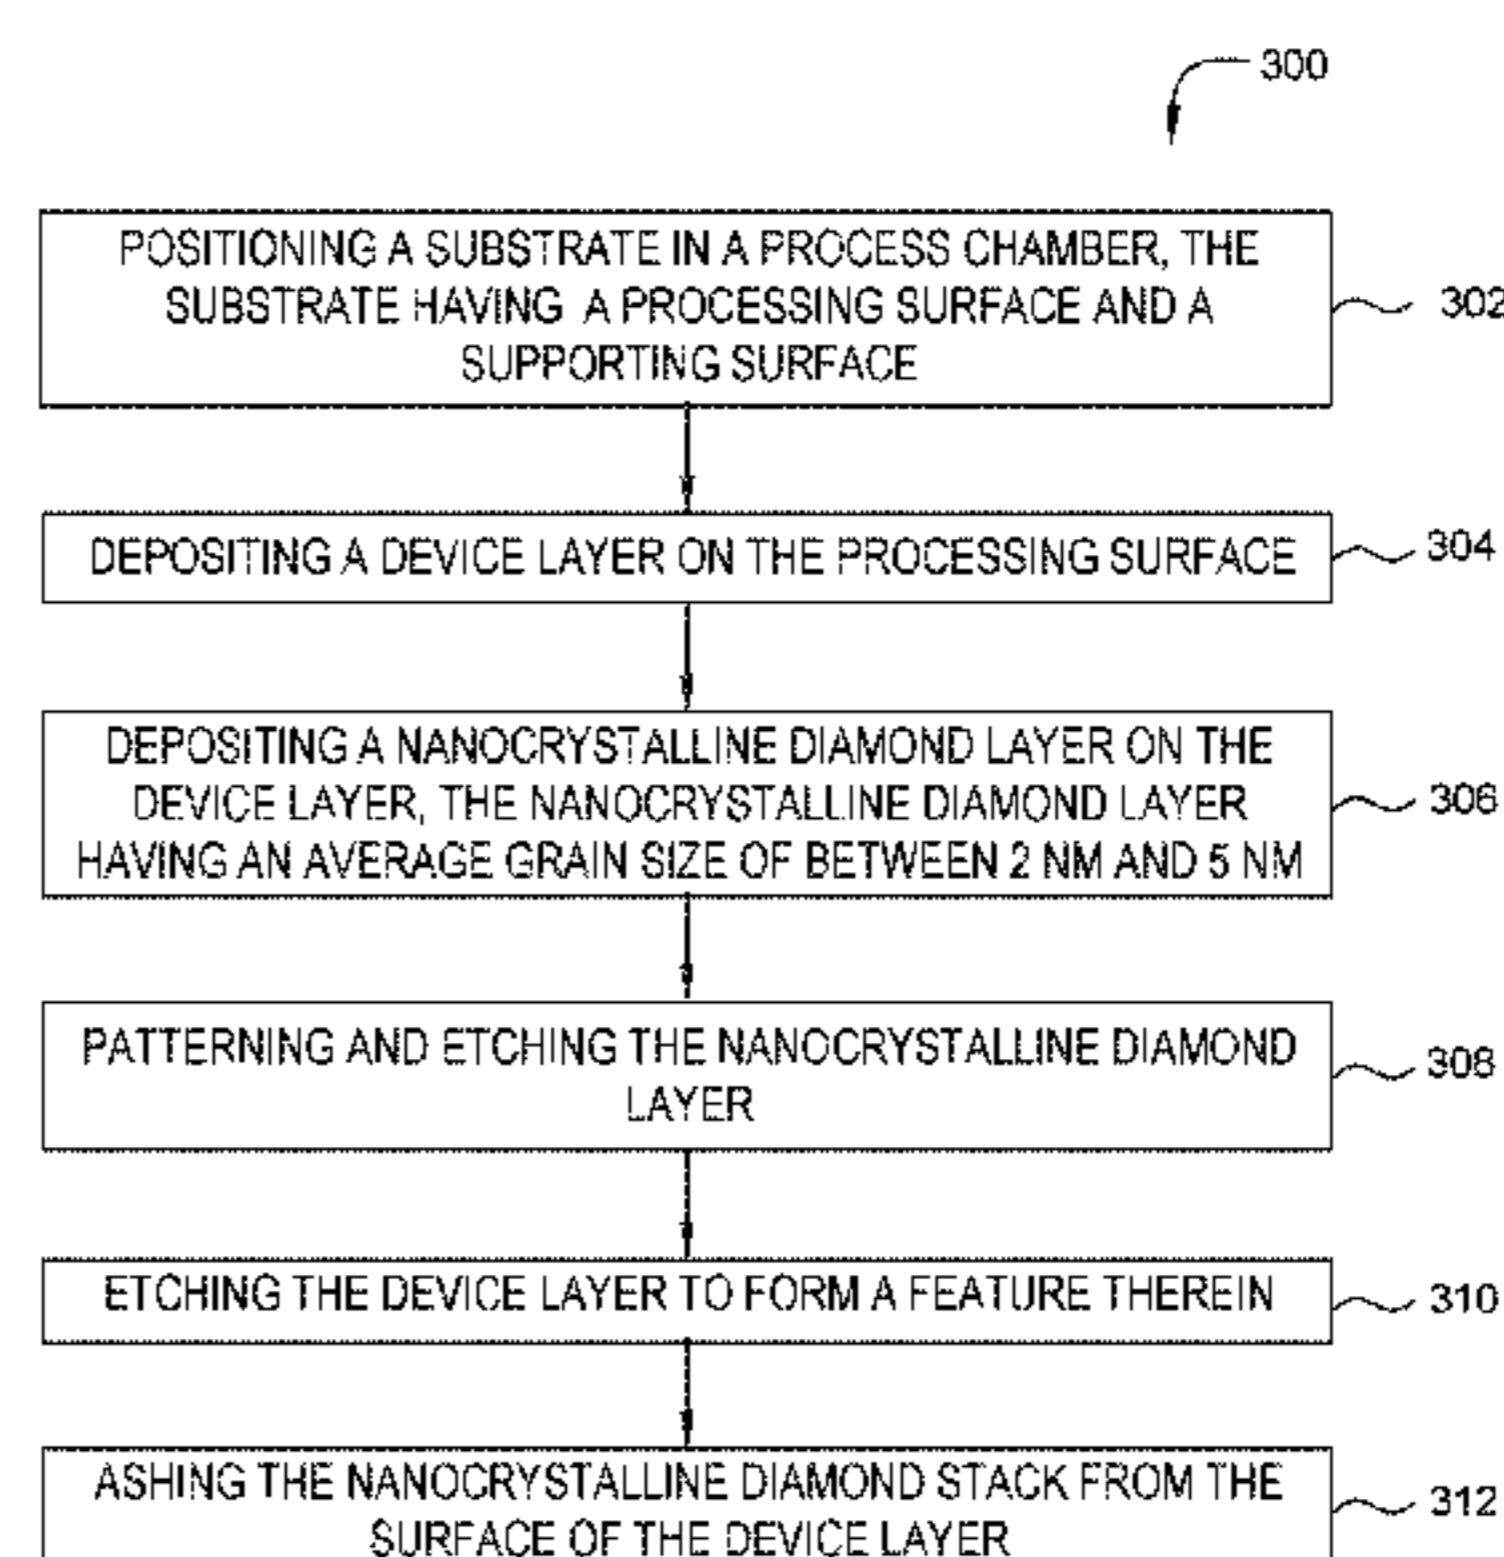 300
POSITIONING A SUBSTRATE IN A PROCESS CHAMBER, THE
SUBSTRATE HAVING A PROCESSING SURFACE AND A
SUPPORTING SURFACE
302
DEPOSITING A DEVICE LAYER ON THE PROCESSING SURFACE
304
DEPOSITING A NANOCRYSTALLINE DIAMOND LAYER ON THE
DEVICE LAYER, THE NANOCRYSTALLINE DIAMOND LAYER
HAVING AN AVERAGE GRAIN SIZE OF BETWEEN 2 NM AND 5 NM
306
PATTERNING AND ETCHING THE NANOCRYSTALLINE DIAMOND
LAYER
308
ETCHING THE DEVICE LAYER TO FORM A FEATURE THEREIN
310
ASHING THE NANOCRYSTALLINE DIAMOND STACK FROM THE
SURFACE OF THE DEVICE LAYER
312